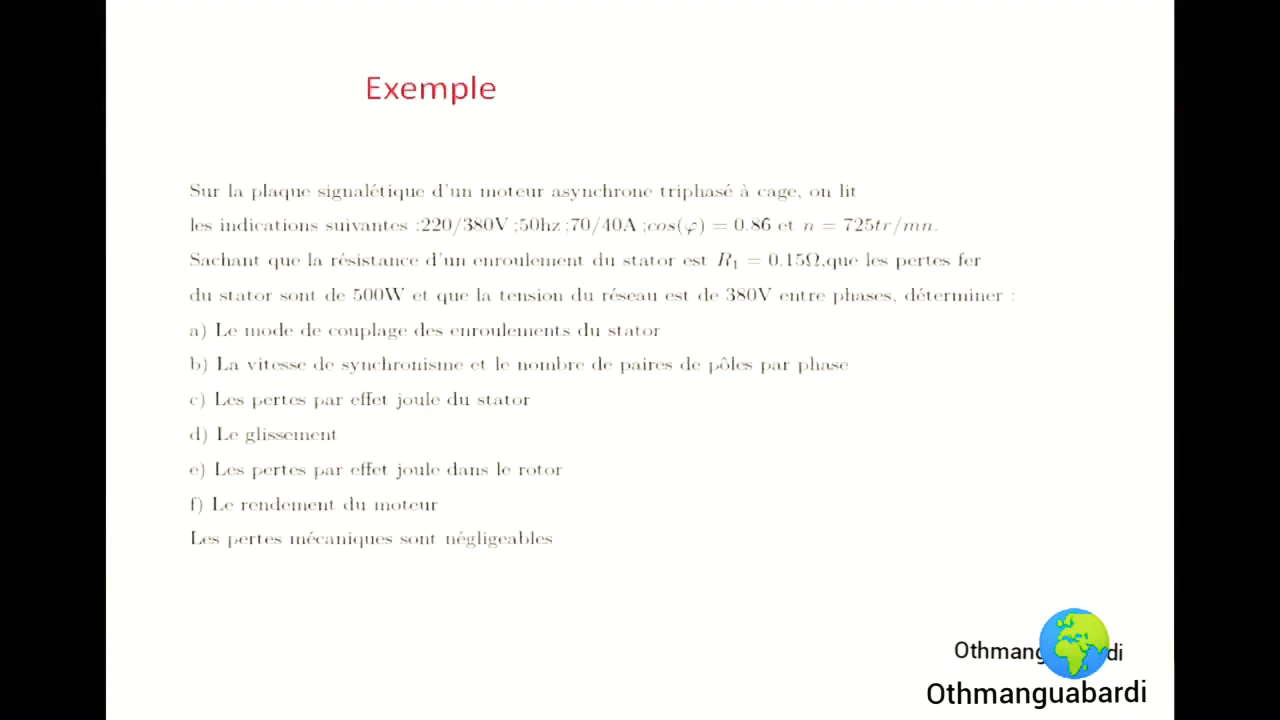 Exemple
Sur la plaque signalétique d'un moteur asynchrone triphasé à cage, on lit
les indications suivantes :220/380V ;50hz ;70/40A ;cos(φ) = 0.86 et n = 725tr/mn.
Sachant que la résistance d'un enroulement du stator est R₁ = 0.15Ω,que les pertes fer
du stator sont de 500W et que la tension du réseau est de 380V entre phases, déterminer :
a) Le mode de couplage des enroulements du stator
b) La vitesse de synchronisme et le nombre de paires de pôles par phase
c) Les pertes par effet joule du stator
d) Le glissement
e) Les pertes par effet joule dans le rotor
f) Le rendement du moteur
Les pertes mécaniques sont négligeables
Othmanguabardi